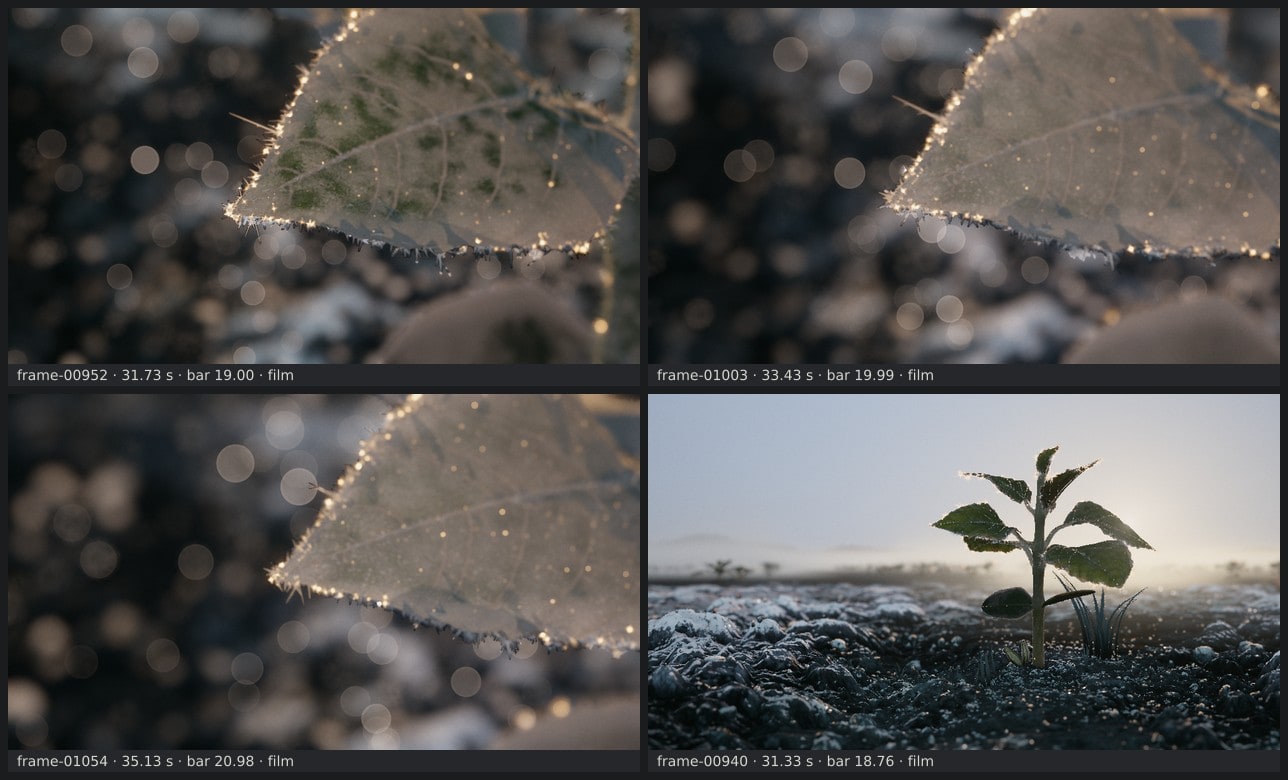 frame-00952 · 31.73 s · bar 19.00 · film
frame-01003 · 33.43 s · bar 19.99 · film
frame-01054 · 35.13 s · bar 20.98 · film
frame-00940 · 31.33 s · bar 18.76 · film